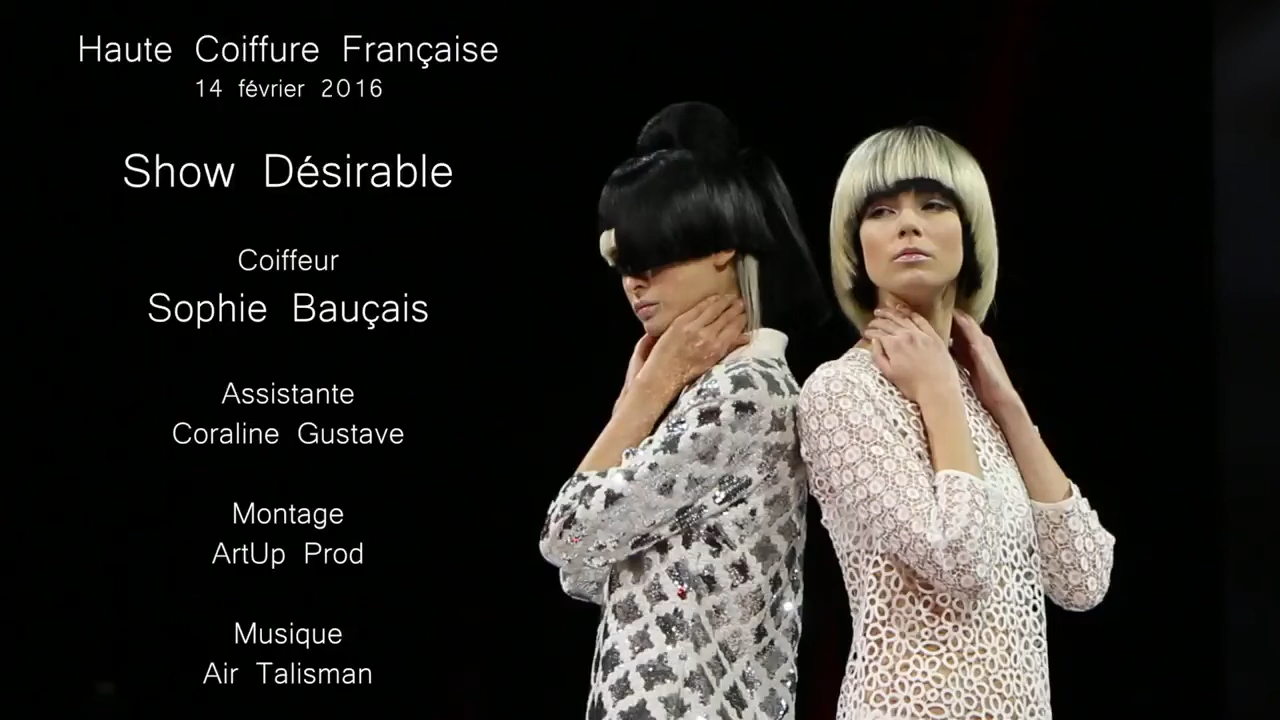 Haute Coiffure Française
14 février 2016
Show Désirable
Coiffeur
Sophie Bauçais
Assistante
Coraline Gustave
Montage
ArtUp Prod
Musique
Air Talisman